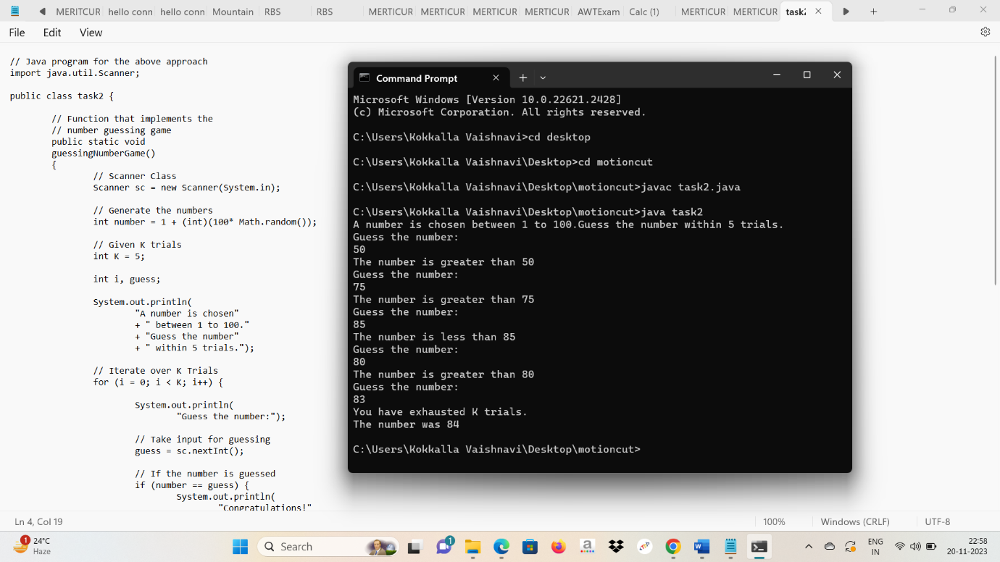 MERITCUR hello conn hello conn Mountain RBS RBS MERTICUR MERTICUR MERTICUR MERTICUR AWTExam Calc (1) MERTICUR MERTICUR task2
File Edit View
// Java program for the above approach
import java.util.Scanner;
public class task2 {
// Function that implements the
// number guessing game
public static void
guessingNumberGame()
{
// Scanner Class
Scanner sc = new Scanner(System.in);
// Generate the numbers
int number = 1 + (int)(100* Math.random());
// Given K trials
int K = 5;
int i, guess;
System.out.println(
"A number is chosen"
+ " between 1 to 100."
+ "Guess the number"
+ " within 5 trials.");
// Iterate over K Trials
for (i = 0; i < K; i++) {
System.out.println(
"Guess the number:");
// Take input for guessing
guess = sc.nextInt();
// If the number is guessed
if (number == guess) {
System.out.println(
"Congratulations!"
Command Prompt
Microsoft Windows [Version 10.0.22621.2428]
(c) Microsoft Corporation. All rights reserved.
C:\Users\Kokkalla Vaishnavi>cd desktop
C:\Users\Kokkalla Vaishnavi\Desktop>cd motioncut
C:\Users\Kokkalla Vaishnavi\Desktop\motioncut>javac task2.java
C:\Users\Kokkalla Vaishnavi\Desktop\motioncut>java task2
A number is chosen between 1 to 100.Guess the number within 5 trials.
Guess the number:
50
The number is greater than 50
Guess the number:
75
The number is greater than 75
Guess the number:
85
The number is less than 85
Guess the number:
80
The number is greater than 80
Guess the number:
83
You have exhausted K trials.
The number was 84
C:\Users\Kokkalla Vaishnavi\Desktop\motioncut>
Ln 4, Col 19 100% Windows (CRLF) UTF-8
1
24°C
Haze
Search
1
ENG
IN
22:58
20-11-2023